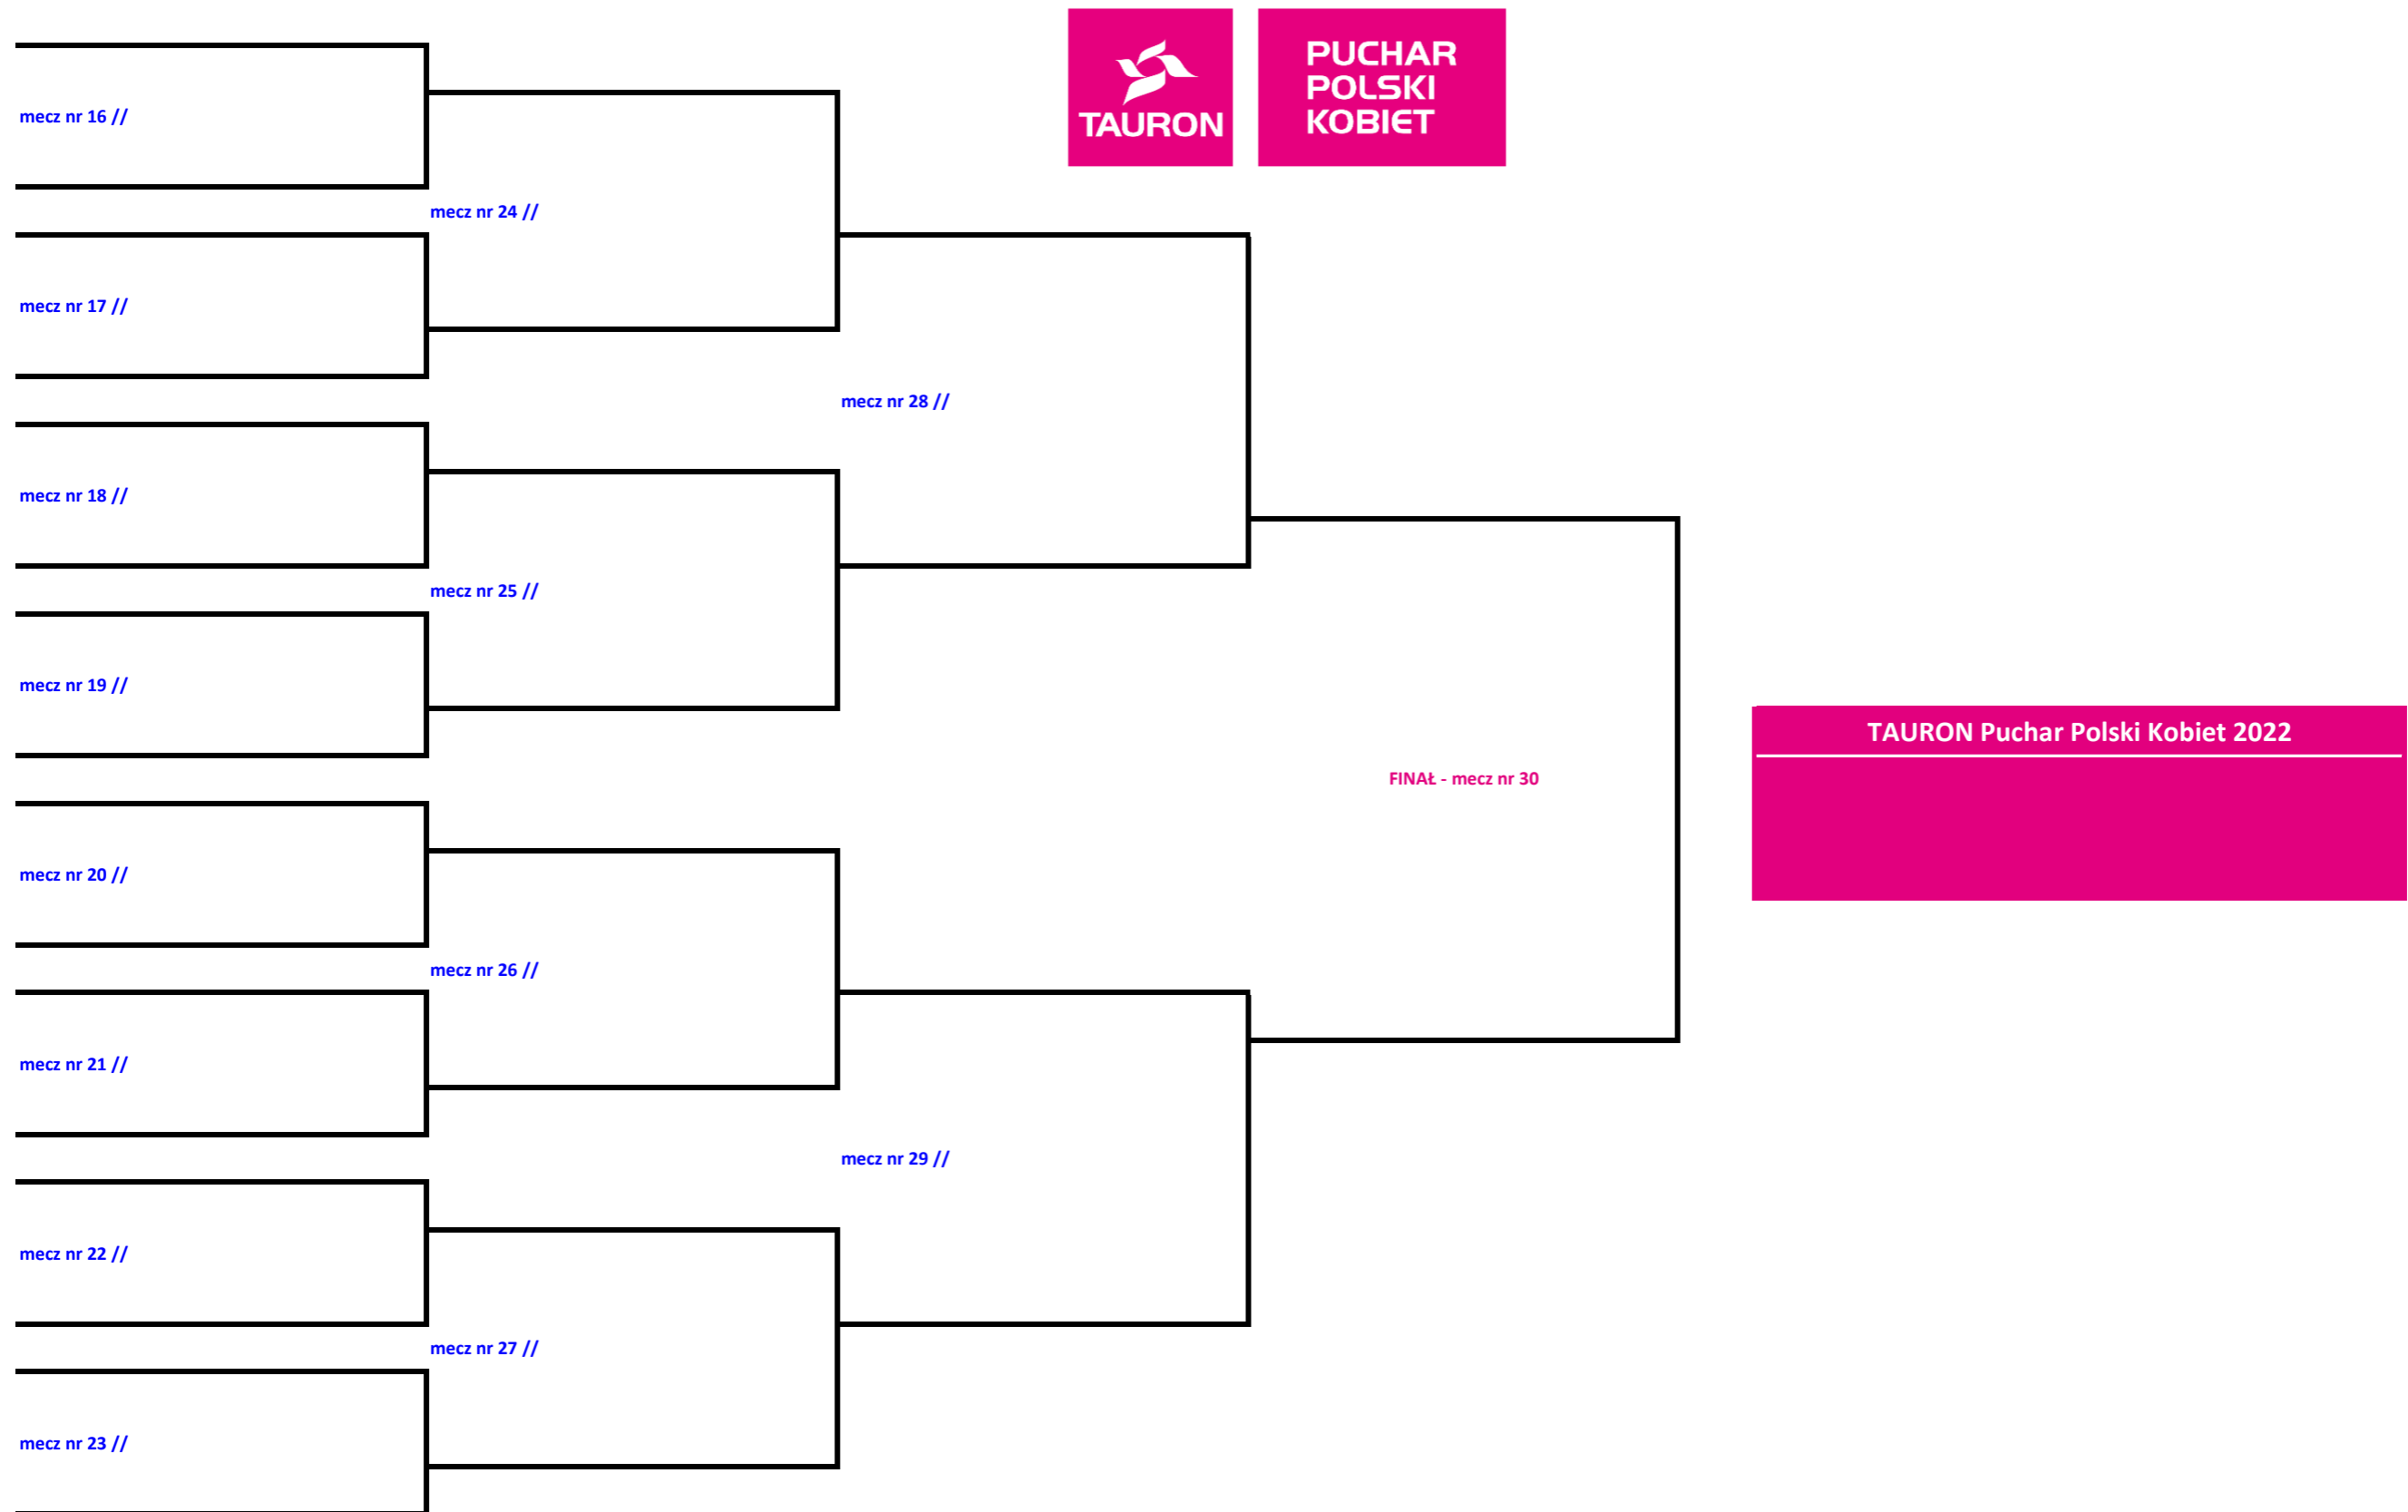 TAURON
PUCHAR
POLSKI
KOBIET
mecz nr 16 //
mecz nr 24 //
mecz nr 17 //
mecz nr 28 //
mecz nr 18 //
mecz nr 25 //
mecz nr 19 //
TAURON Puchar Polski Kobiet 2022
FINAŁ - mecz nr 30
mecz nr 20 //
mecz nr 26 //
mecz nr 21 //
mecz nr 29 //
mecz nr 22 //
mecz nr 27 //
mecz nr 23 //